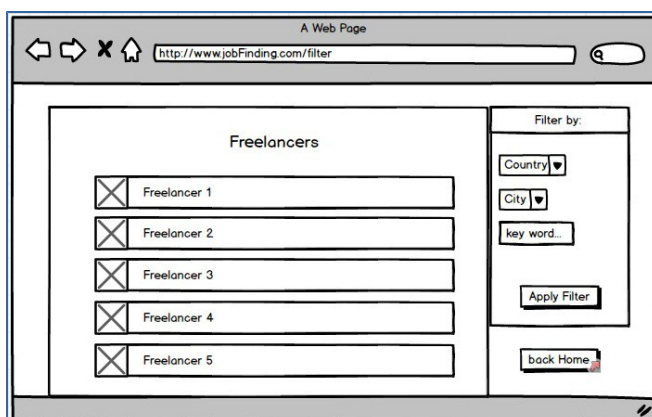 A Web Page
http://www.jobFinding.com/filter
Freelancers
Freelancer 1
Freelancer 2
Freelancer 3
Freelancer 4
Freelancer 5
Filter by:
Country
City
key word...
Apply Filter
back Home